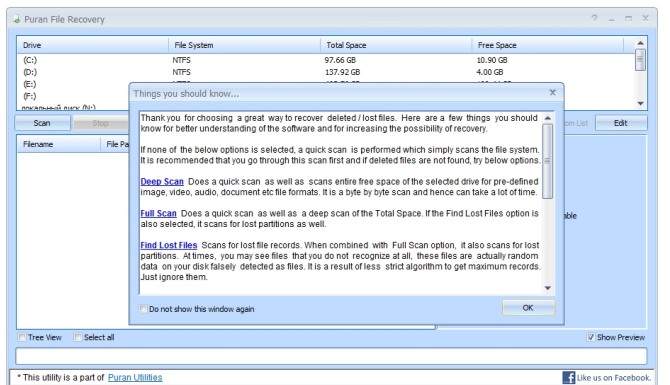 Puran File Recovery
Drive File System Total Space Free Space
(C:) NTFS 97.66 GB 10.90 GB
(D:) NTFS 137.92 GB 4.00 GB
(E:)
(F:)
локальный диск (N:)
Scan Stop om List Edit
Filename File Pa
able
Things you should know...
Thank you for choosing a great way to recover deleted / lost files. Here are a few things you should
know for better understanding of the software and for increasing the possibility of recovery.
If none of the below options is selected, a quick scan is performed which simply scans the file system.
It is recommended that you go through this scan first and if deleted files are not found, try below options.
Deep Scan Does a quick scan as well as scans entire free space of the selected drive for pre-defined
image, video, audio, document etc file formats. It is a byte by byte scan and hence can take a lot of time.
Full Scan Does a quick scan as well as a deep scan of the Total Space. If the Find Lost Files option is
also selected, it scans for lost partitions as well.
Find Lost Files Scans for lost file records. When combined with Full Scan option, it also scans for lost
partitions. At times, you may see files that you do not recognize at all, these files are actually random
data on your disk falsely detected as files. It is a result of less strict algorithm to get maximum records.
Just ignore them.
Do not show this window again OK
Tree View Select all Show Preview
* This utility is a part of Puran Utilities Like us on Facebook.